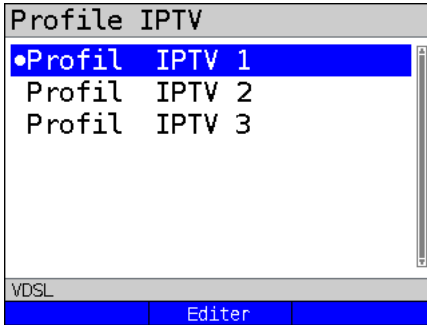 Profile IPTV
•Profil IPTV 1
Profil IPTV 2
Profil IPTV 3
VDSL
Editer